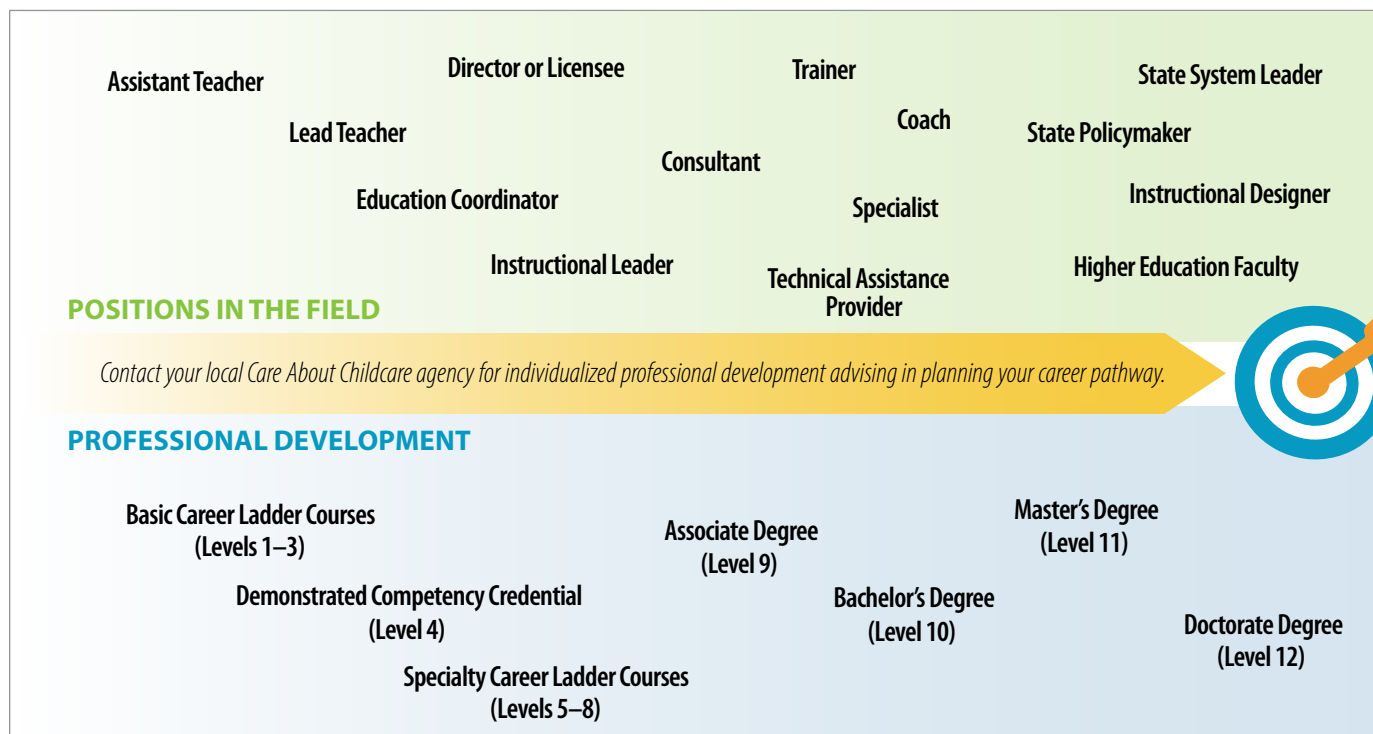 Assistant Teacher
Director or Licensee
Trainer
State System Leader
Lead Teacher
Coach
State Policymaker
Consultant
Education Coordinator
Specialist
Instructional Designer
Instructional Leader
Technical Assistance
Provider
Higher Education Faculty
POSITIONS IN THE FIELD
Contact your local Care About Childcare agency for individualized professional development advising in planning your career pathway.
PROFESSIONAL DEVELOPMENT
Basic Career Ladder Courses
(Levels 1–3)
Demonstrated Competency Credential
(Level 4)
Specialty Career Ladder Courses
(Levels 5–8)
Associate Degree
(Level 9)
Bachelor’s Degree
(Level 10)
Master’s Degree
(Level 11)
Doctorate Degree
(Level 12)